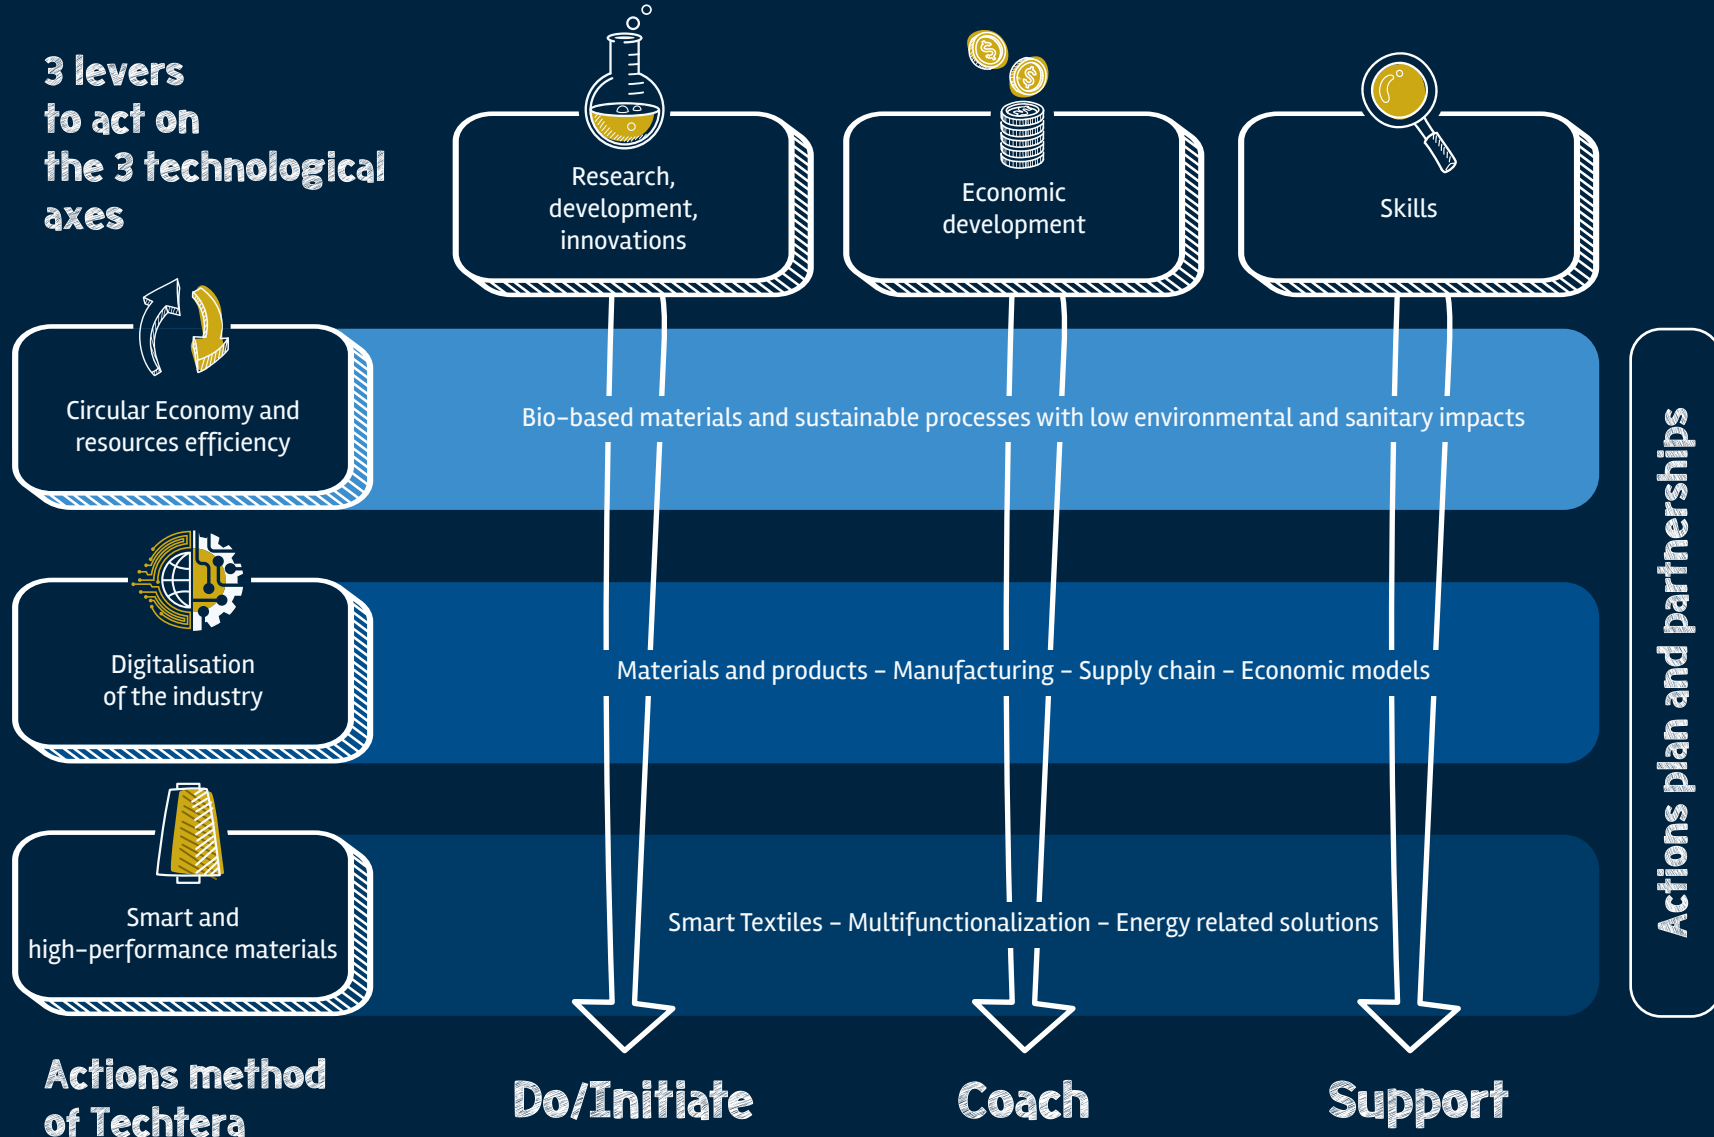 3 levers
to act on
the 3 technological
axes
Research,
development,
innovations
Economic
development
Skills
Circular Economy and
resources efficiency
Bio-based materials and sustainable processes with low environmental and sanitary impacts
Digitalisation
of the industry
Materials and products – Manufacturing – Supply chain – Economic models
Smart and
high-performance materials
Smart Textiles – Multifunctionalization – Energy related solutions
Actions plan and partnerships
Actions method
of Techtera
Do/Initiate
Coach
Support